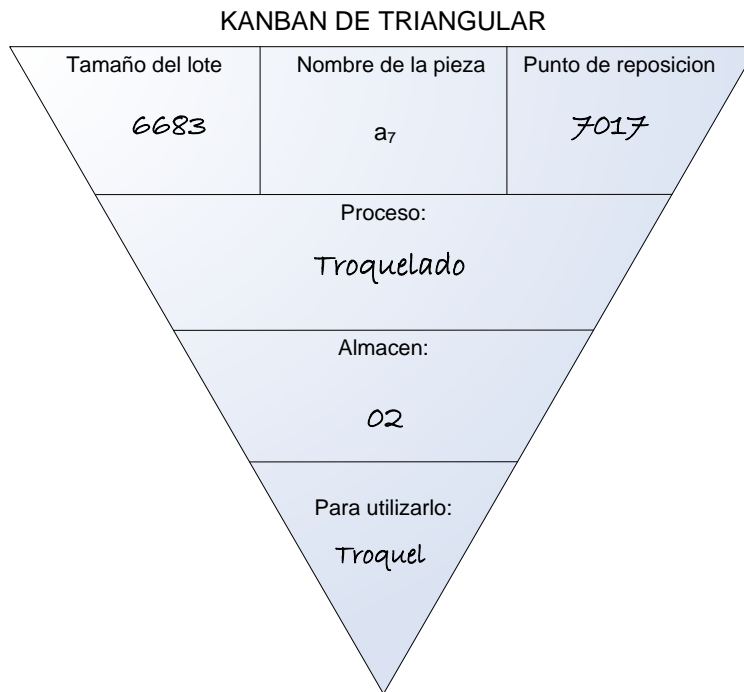 KANBAN DE TRIANGULAR
Tamaño del lote
Nombre de la pieza
Punto de reposicion
6683
a₇
7017
Proceso:
Troquelado
Almacen:
02
Para utilizarlo:
Troquel